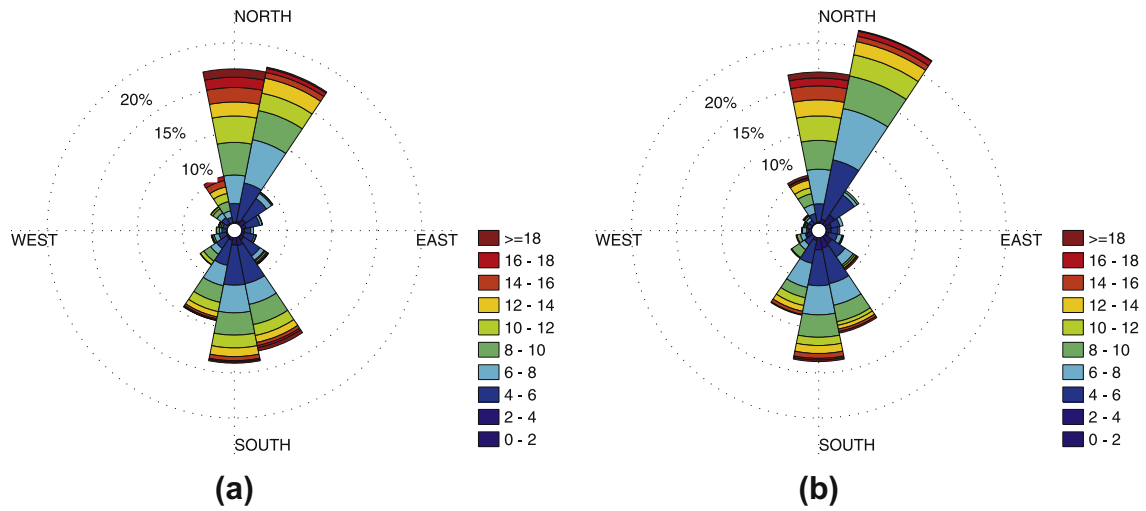 NORTH
20%
15%
10%
WEST
EAST
SOUTH
>=18
16 - 18
14 - 16
12 - 14
10 - 12
8 - 10
6 - 8
4 - 6
2 - 4
0 - 2
(a)
NORTH
20%
15%
10%
WEST
EAST
SOUTH
>=18
16 - 18
14 - 16
12 - 14
10 - 12
8 - 10
6 - 8
4 - 6
2 - 4
0 - 2
(b)